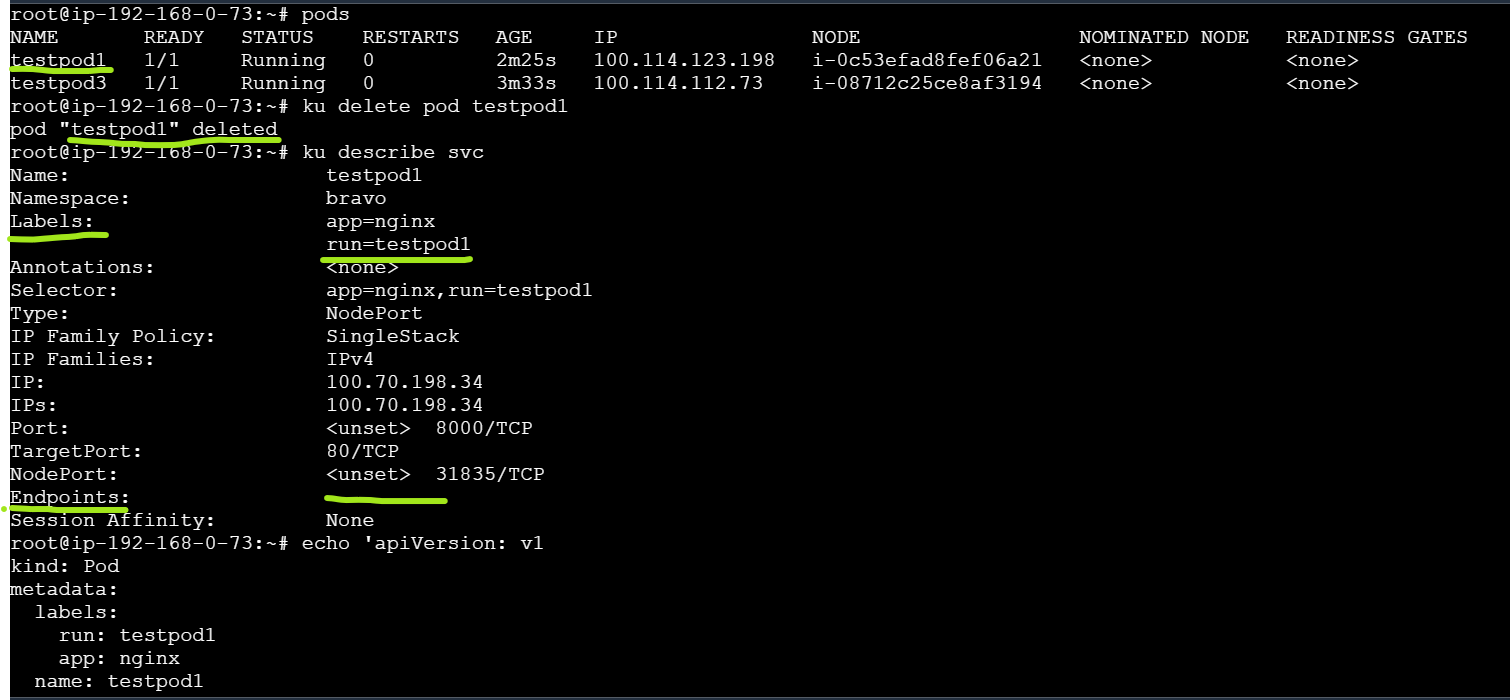 root@ip-192-168-0-73:~# pods
NAME READY STATUS RESTARTS AGE IP NODE NOMINATED NODE READINESS GATES
testpod1 1/1 Running 0 2m25s 100.114.123.198 i-0c53efad8fef06a21 <none> <none>
testpod3 1/1 Running 0 3m33s 100.114.112.73 i-08712c25ce8af3194 <none> <none>
root@ip-192-168-0-73:~# ku delete pod testpod1
pod "testpod1" deleted
root@ip-192-168-0-73:~# ku describe svc
Name: testpod1
Namespace: bravo
Labels: app=nginx
run=testpod1
Annotations: <none>
Selector: app=nginx,run=testpod1
Type: NodePort
IP Family Policy: SingleStack
IP Families: IPv4
IP: 100.70.198.34
IPs: 100.70.198.34
Port: <unset> 8000/TCP
TargetPort: 80/TCP
NodePort: <unset> 31835/TCP
Endpoints:
Session Affinity: None
root@ip-192-168-0-73:~# echo 'apiVersion: v1
kind: Pod
metadata:
  labels:
    run: testpod1
    app: nginx
  name: testpod1